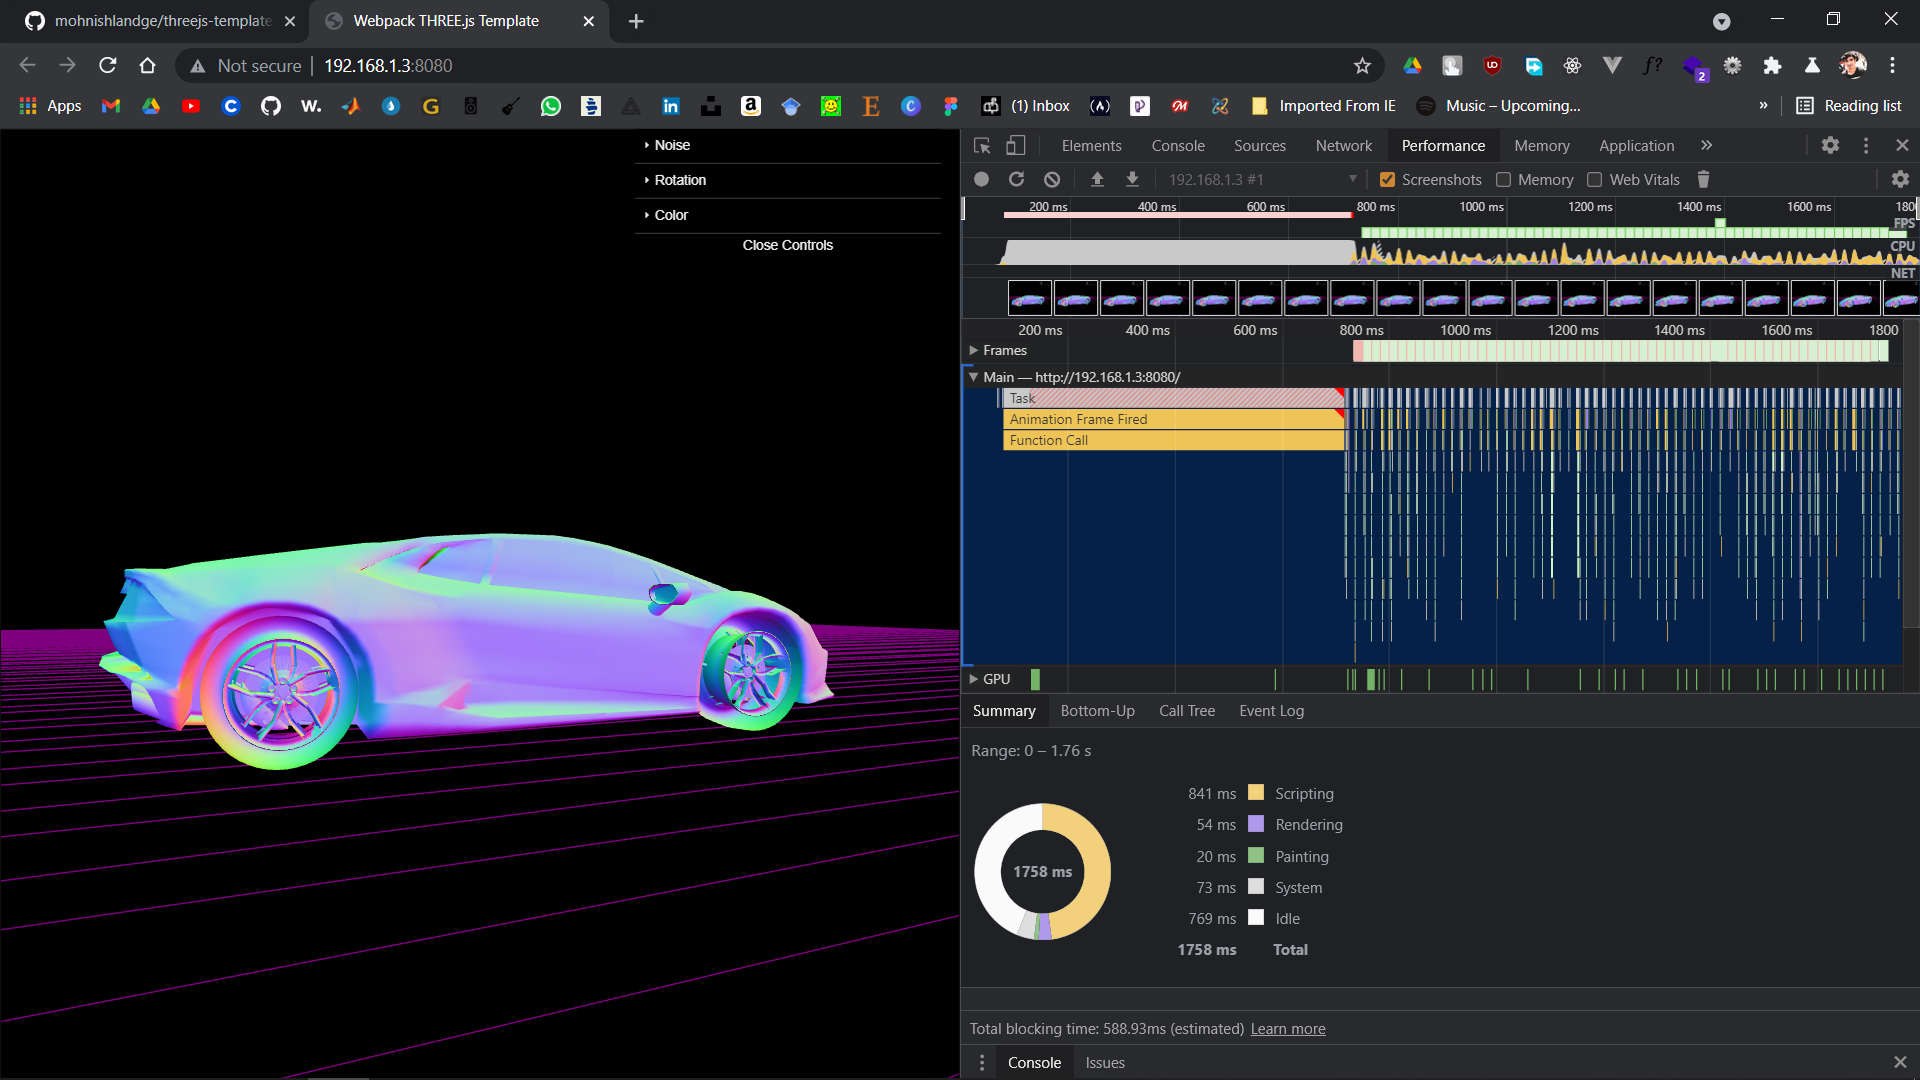 mohnishlandge/threejs-template
Webpack THREE.js Template
Not secure
192.168.1.3:8080
2
Apps
(1) Inbox
Imported From IE
Music – Upcoming...
Reading list
Noise
Rotation
Color
Close Controls
Elements
Console
Sources
Network
Performance
Memory
Application
192.168.1.3 #1
Screenshots
Memory
Web Vitals
200 ms 400 ms 600 ms 800 ms 1000 ms 1200 ms 1400 ms 1600 ms 180
FPS
CPU
NET
200 ms 400 ms 600 ms 800 ms 1000 ms 1200 ms 1400 ms 1600 ms 1800
Frames
Main — http://192.168.1.3:8080/
Task
Animation Frame Fired
Function Call
GPU
Summary Bottom-Up Call Tree Event Log
Range: 0 – 1.76 s
841 ms Scripting
54 ms Rendering
20 ms Painting
1758 ms
73 ms System
769 ms Idle
1758 ms Total
Total blocking time: 588.93ms (estimated) Learn more
Console Issues